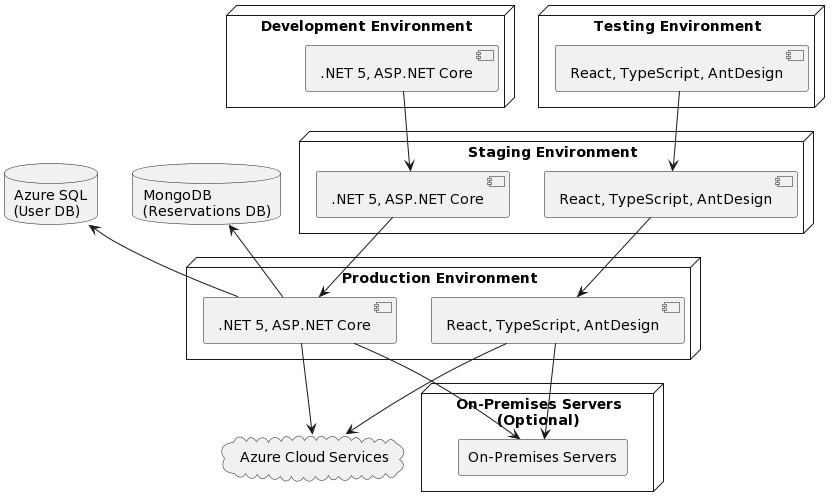 Development Environment
.NET 5, ASP.NET Core
Testing Environment
React, TypeScript, AntDesign
Staging Environment
.NET 5, ASP.NET Core
React, TypeScript, AntDesign
Azure SQL
(User DB)
MongoDB
(Reservations DB)
Production Environment
.NET 5, ASP.NET Core
React, TypeScript, AntDesign
Azure Cloud Services
On-Premises Servers
(Optional)
On-Premises Servers